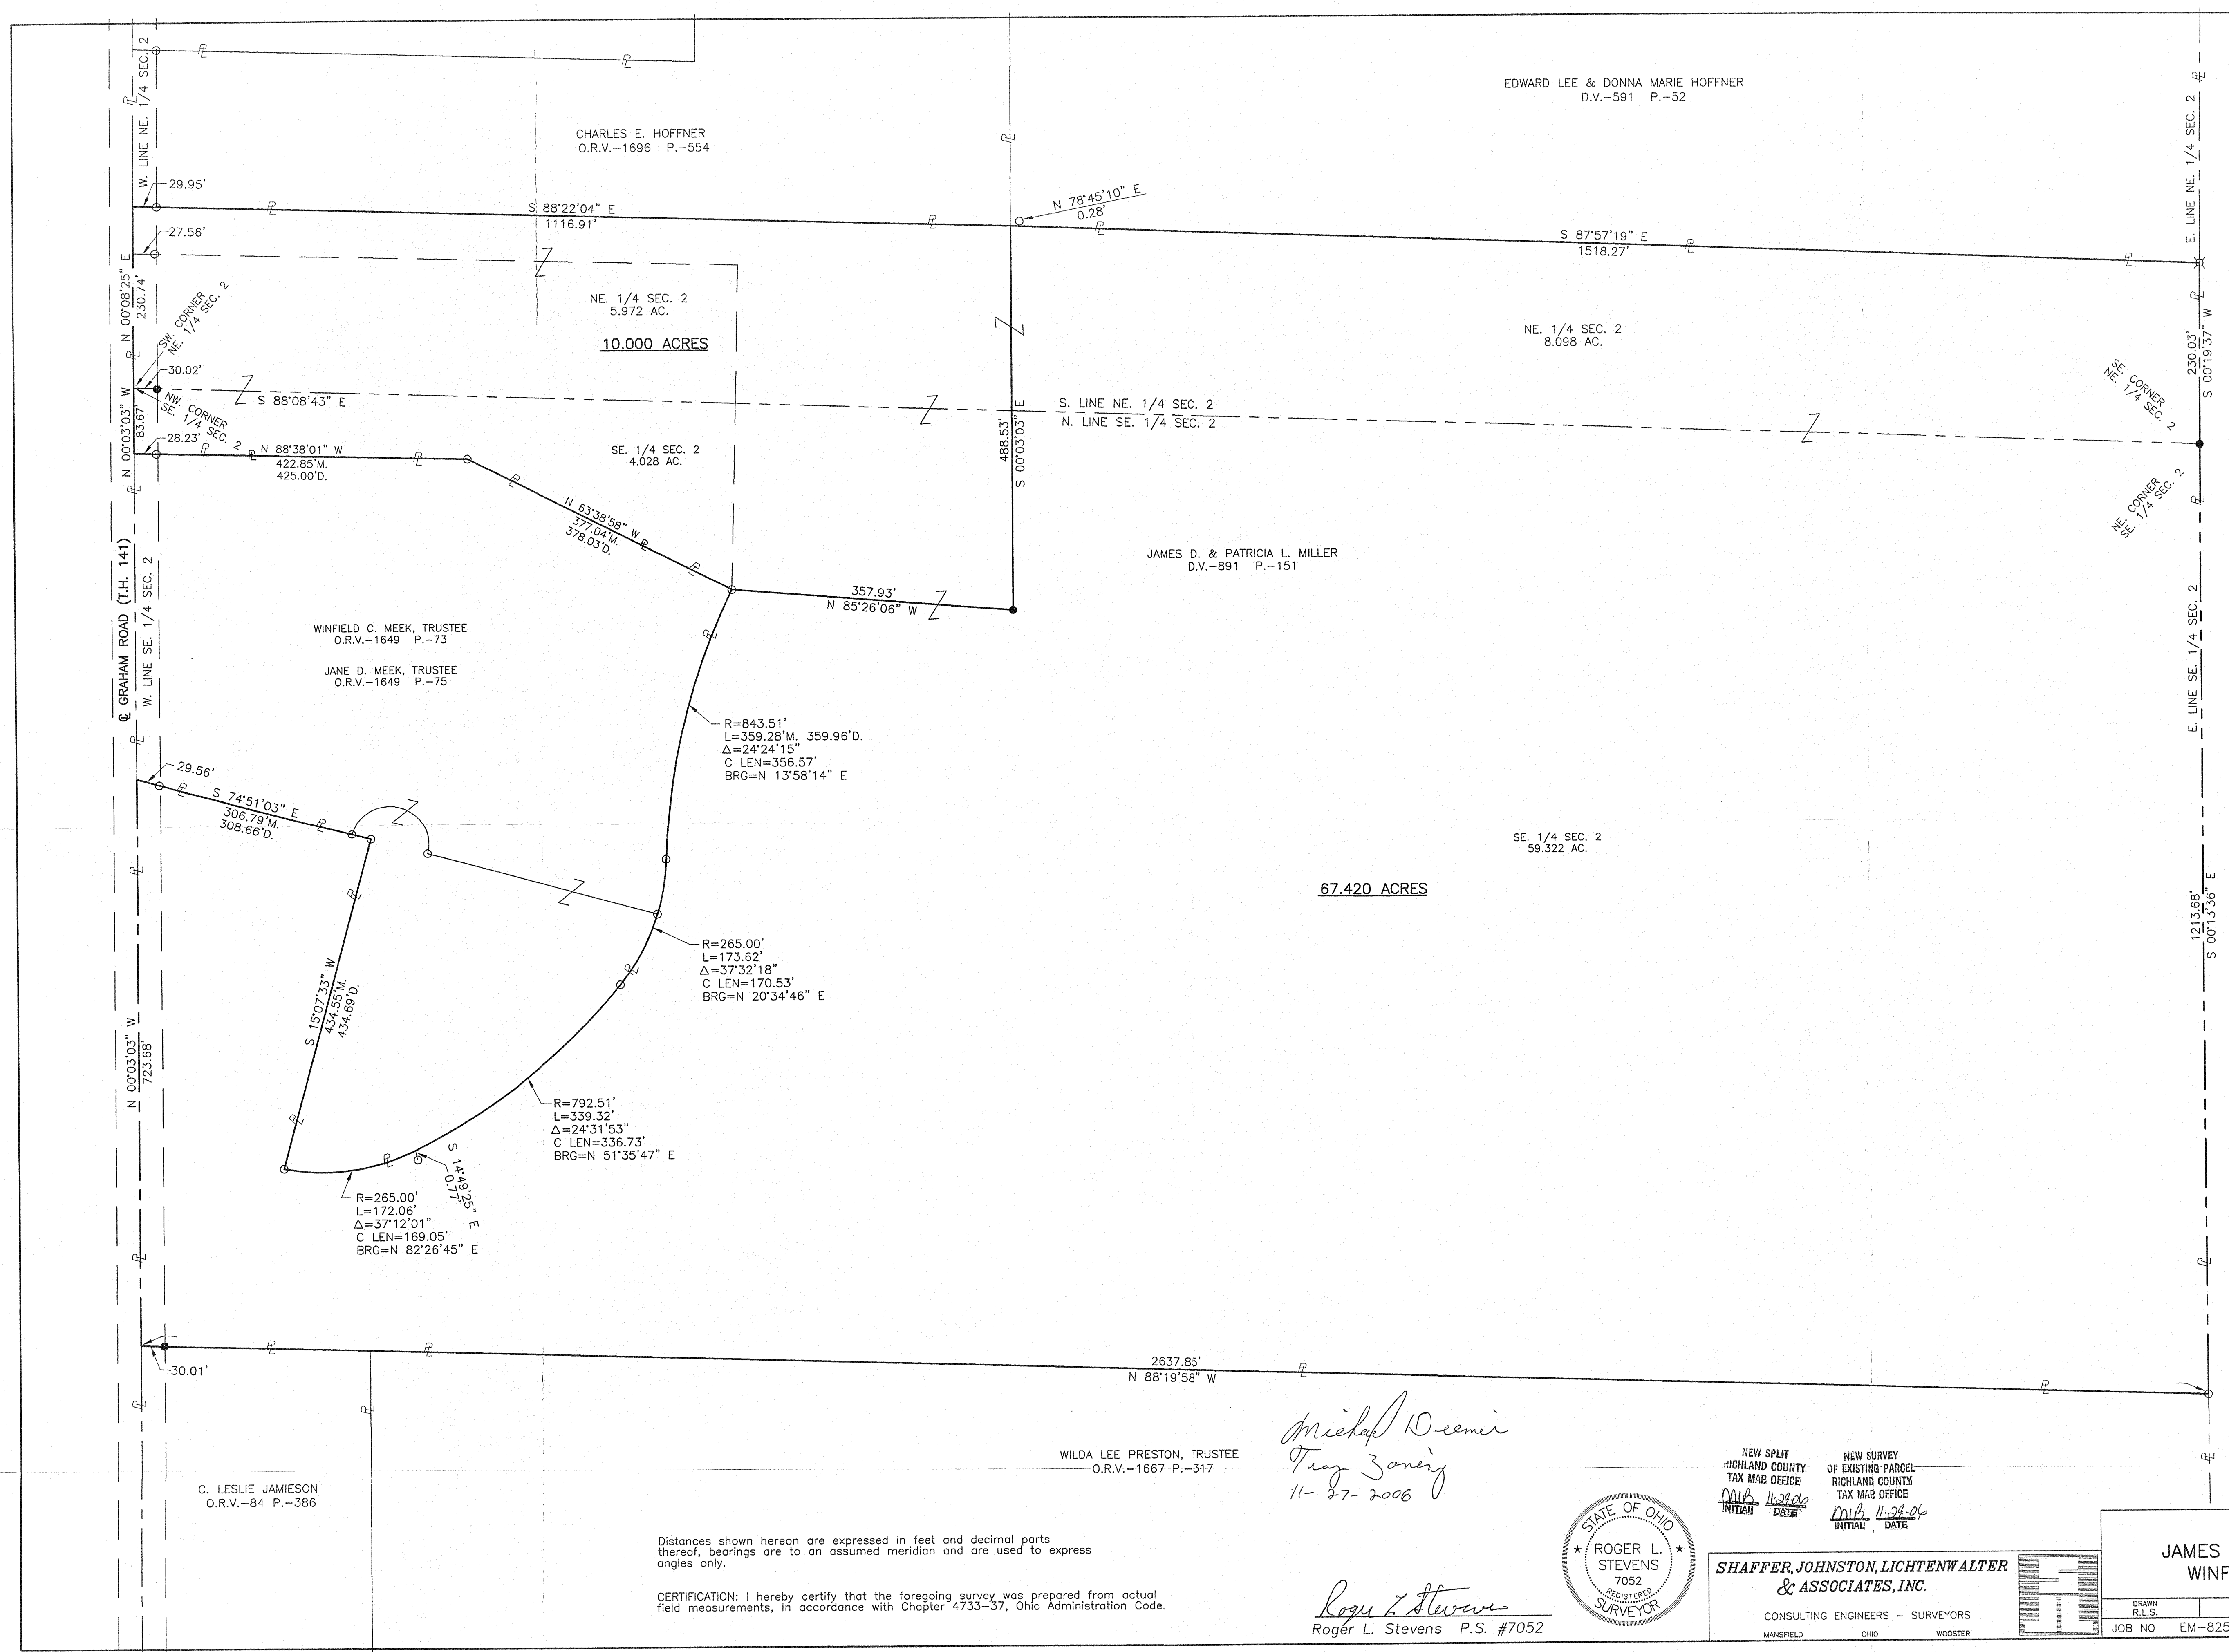 W. LINE NE. 1/4 SEC. 2
CHARLES E. HOFFNER
O.R.V.-1696 P.-554
EDWARD LEE & DONNA MARIE HOFFNER
D.V.-591 P.-52
E. LINE NE. 1/4 SEC. 2
29.95'
S 88°22'04" E
1116.91'
N 78°45'10" E
0.28'
S 87°57'19" E
1518.27'
27.56'
N 00°08'25" E
230.74'
SW. CORNER
NE. 1/4 SEC. 2
NE. 1/4 SEC. 2
5.972 AC.
10.000 ACRES
NE. 1/4 SEC. 2
8.098 AC.
230.03'
S 00°19'37" W
SE. CORNER
NE. 1/4 SEC. 2
30.02'
S 88°08'43" E
NW. CORNER
SE. 1/4 SEC. 2
S. LINE NE. 1/4 SEC. 2
N. LINE SE. 1/4 SEC. 2
N 00°03'03" W
83.67'
28.23'
N 88°38'01" W
422.85'M.
425.00'D.
SE. 1/4 SEC. 2
4.028 AC.
488.53'
S 00°03'03" E
NE. CORNER
SE. 1/4 SEC. 2
N 63°38'58" W
377.04'M.
378.03'D.
JAMES D. & PATRICIA L. MILLER
D.V.-891 P.-151
357.93'
N 85°26'06" W
℄ GRAHAM ROAD (T.H. 141)
W. LINE SE. 1/4 SEC. 2
WINFIELD C. MEEK, TRUSTEE
O.R.V.-1649 P.-73
JANE D. MEEK, TRUSTEE
O.R.V.-1649 P.-75
E. LINE SE. 1/4 SEC. 2
R=843.51'
L=359.28'M. 359.96'D.
Δ=24°24'15"
C LEN=356.57'
BRG=N 13°58'14" E
29.56'
S 74°51'03" E
306.79'M.
308.66'D.
SE. 1/4 SEC. 2
59.322 AC.
67.420 ACRES
1213.68'
S 00°13'36" E
R=265.00'
L=173.62'
Δ=37°32'18"
C LEN=170.53'
BRG=N 20°34'46" E
S 15°07'33" W
434.55'M.
434.69'D.
N 00°03'03" W
723.68'
R=792.51'
L=339.32'
Δ=24°31'53"
C LEN=336.73'
BRG=N 51°35'47" E
S 14°49'25" E
0.77'
R=265.00'
L=172.06'
Δ=37°12'01"
C LEN=169.05'
BRG=N 82°26'45" E
30.01'
2637.85'
N 88°19'58" W
C. LESLIE JAMIESON
O.R.V.-84 P.-386
WILDA LEE PRESTON, TRUSTEE
O.R.V.-1667 P.-317
Zoning
11-27-2006
NEW SPLIT
RICHLAND COUNTY
TAX MAP OFFICE
MLB 11-29-06
INITIAL DATE
NEW SURVEY
OF EXISTING PARCEL
RICHLAND COUNTY
TAX MAP OFFICE
MLB 11-29-06
INITIAL DATE
Distances shown hereon are expressed in feet and decimal parts
thereof, bearings are to an assumed meridian and are used to express
angles only.
CERTIFICATION: I hereby certify that the foregoing survey was prepared from actual
field measurements, In accordance with Chapter 4733-37, Ohio Administration Code.
Roger L Stevens
Roger L. Stevens P.S. #7052
STATE OF OHIO
ROGER L.
STEVENS
7052
REGISTERED
SURVEYOR
SHAFFER, JOHNSTON, LICHTENWALTER
& ASSOCIATES, INC.
CONSULTING ENGINEERS - SURVEYORS
MANSFIELD OHIO WOOSTER
JAMES
WINF
DRAWN
R.L.S.
JOB NO EM-825